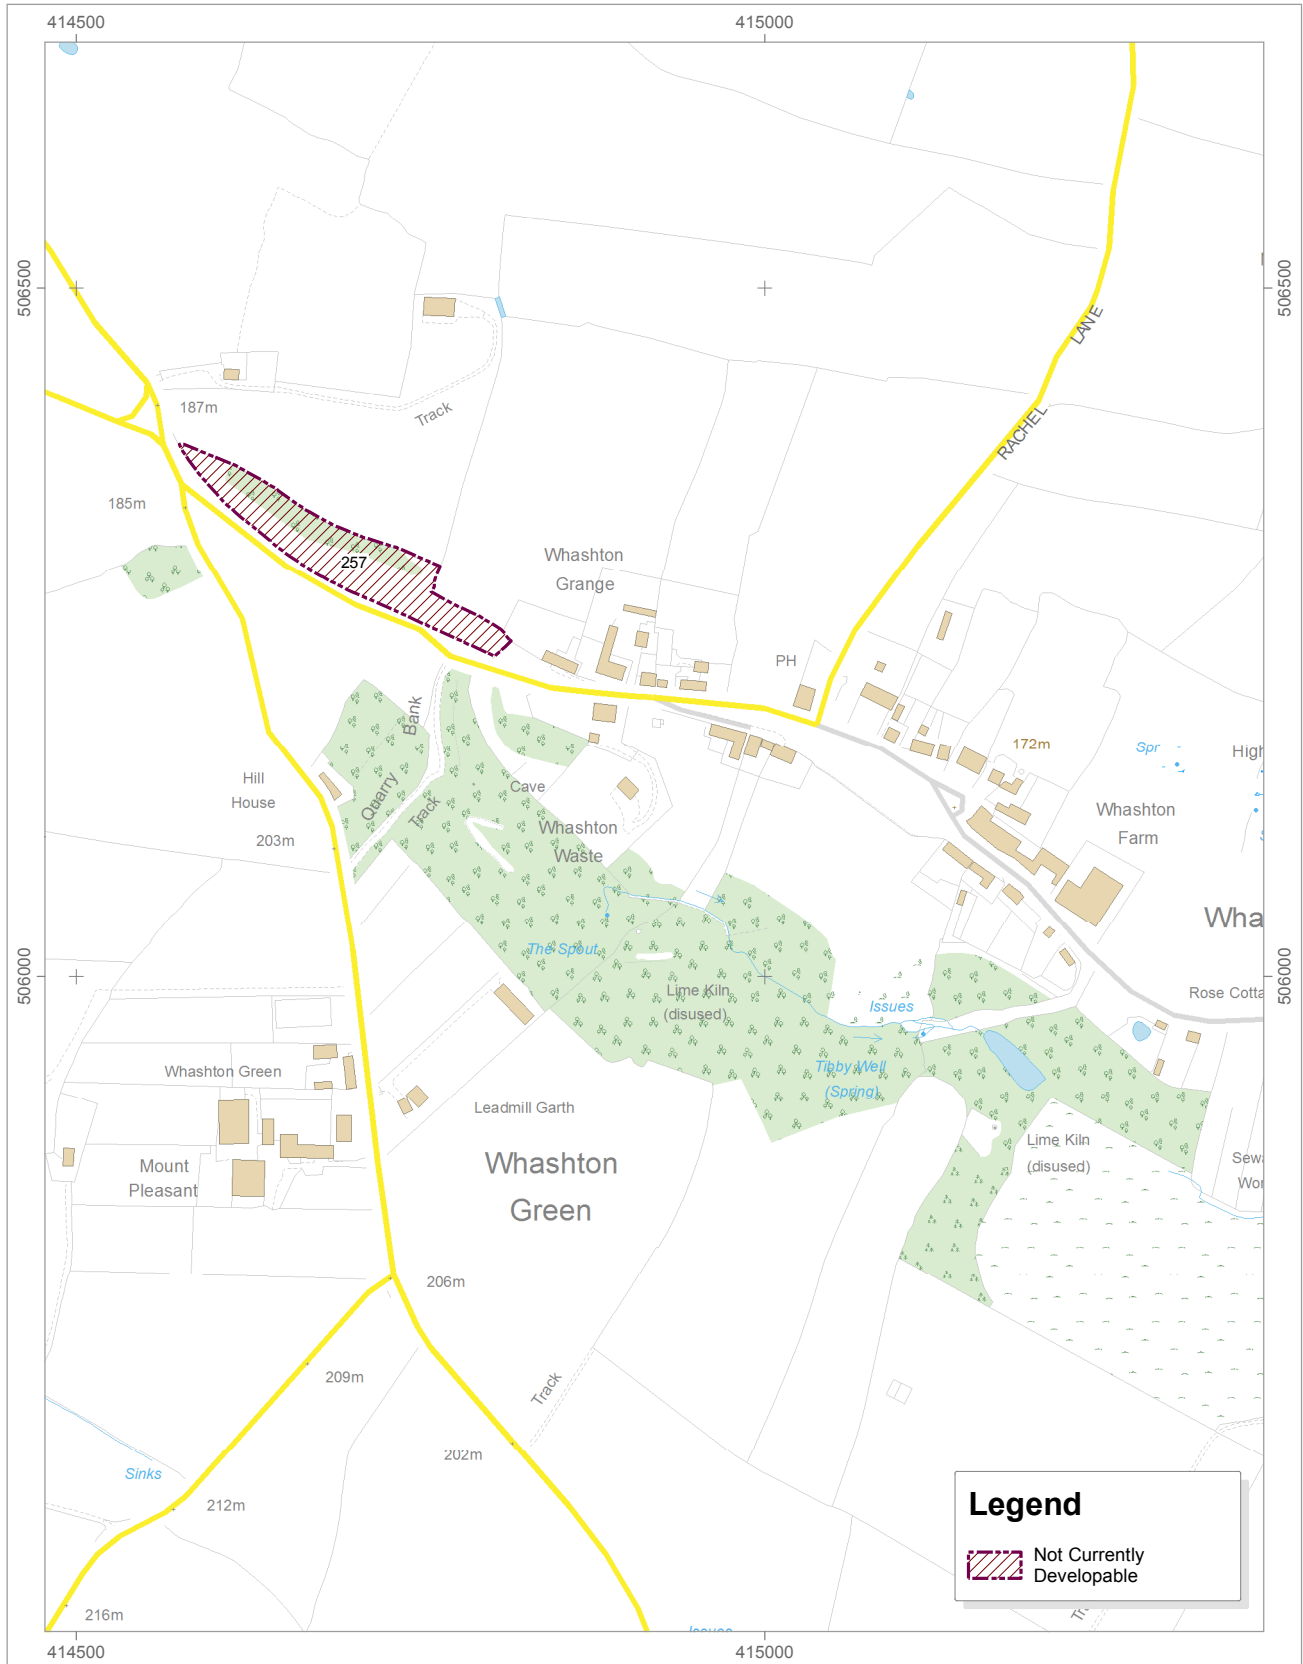 414500
415000
506500
506500
LANE
RACHEL
187m
Track
185m
257
Whashton
Grange
PH
Bank
Quarry
Track
172m
Spr
High
Hill
House
Cave
Whashton
Farm
203m
Whashton
Waste
Wha
The Spout
506000
506000
Lime Kiln
(disused)
Rose Cotta
Issues
Whashton Green
Tibby Well
(Spring)
Leadmill Garth
Lime Kiln
(disused)
Mount
Pleasant
Whashton
Green
Sewa
Wor
206m
209m
Track
202m
Sinks
212m
216m
Issues
Legend
Not Currently
Developable
Tra
414500
415000